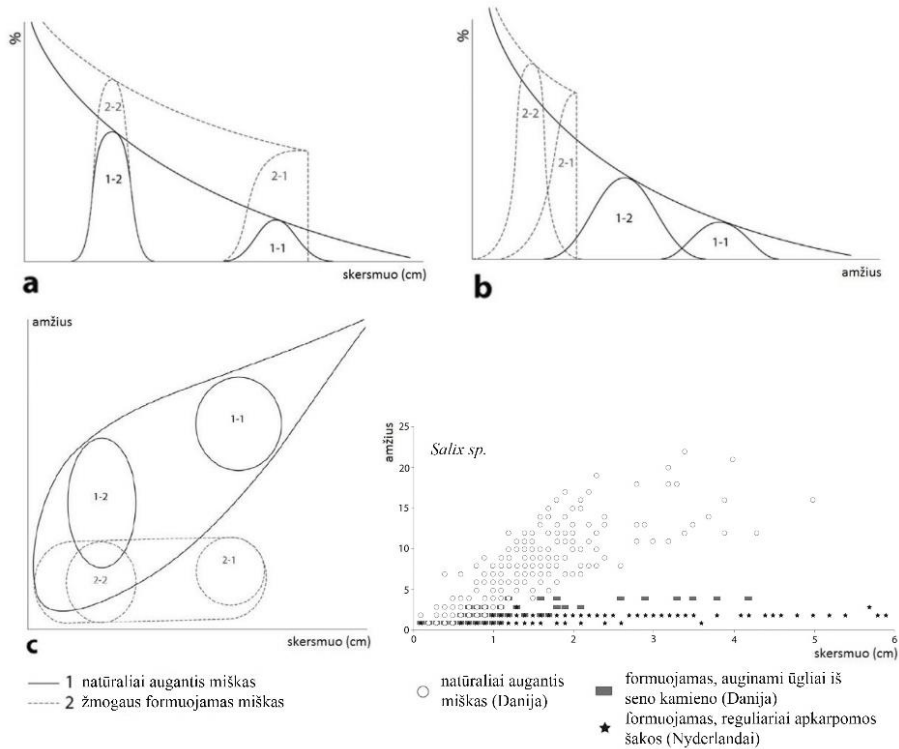 %
2-2
1-2
2-1
1-1
skersmuo (cm)
a
%
2-2
2-1
1-2
1-1
amžius
b
amžius
1-1
1-2
2-2
2-1
skersmuo (cm)
c
amžius
Salix sp.
25
20
15
10
5
0
0 1 2 3 4 5 6
skersmuo (cm)
1 natūraliai augantis miškas
2 žmogaus formuojamas miškas
natūraliai augantis
miškas (Danija)
formuojamas, auginami ūgliai iš
seno kamieno (Danija)
formuojamas, reguliariai apkarpomos
šakos (Nyderlandai)